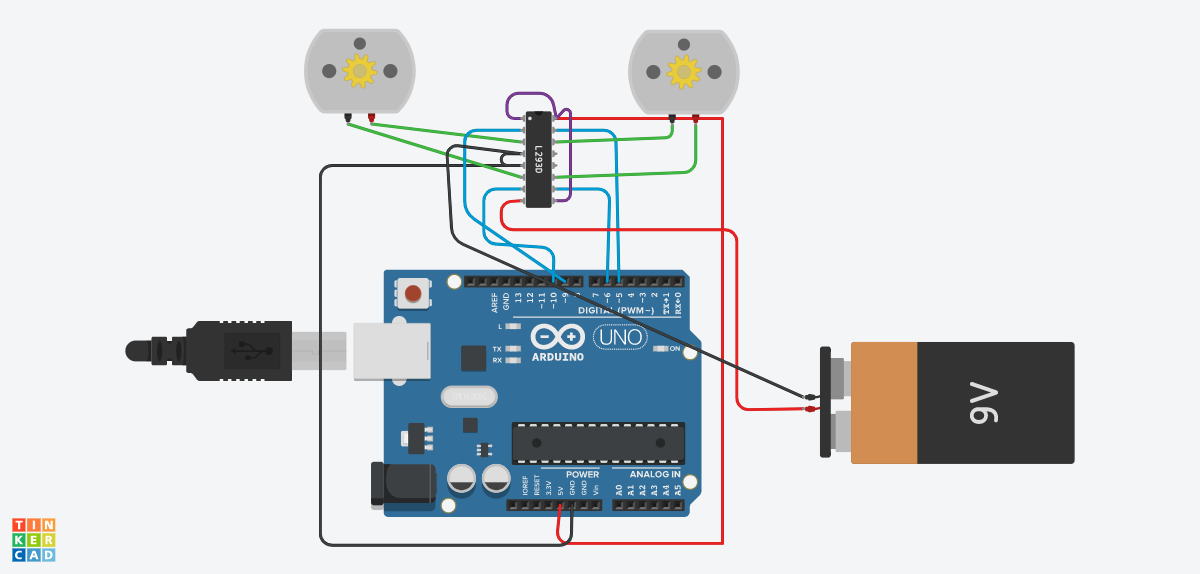 L293D
AREF
GND
13
12
~11
~10
~9
8
7
~6
~5
4
~3
2
TX→1
RX←0
DIGITAL (PWM~)
L
TX
RX
ARDUINO
UNO
ON
9V
POWER
ANALOG IN
IOREF
RESET
3.3V
5V
GND
GND
Vin
A0
A1
A2
A3
A4
A5
TIN
KER
CAD